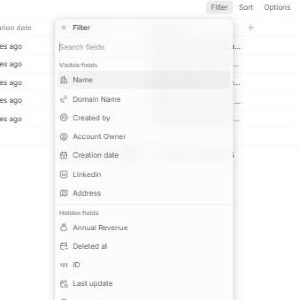 Filter Sort Options
ation date
Filter
es ago
Search fields
es ago
Visible fields
es ago
Name
es ago
Domain Name
es ago
Created by
Account Owner
Creation date
Linkedin
Address
Hidden fields
Annual Revenue
Deleted at
ID
Last update